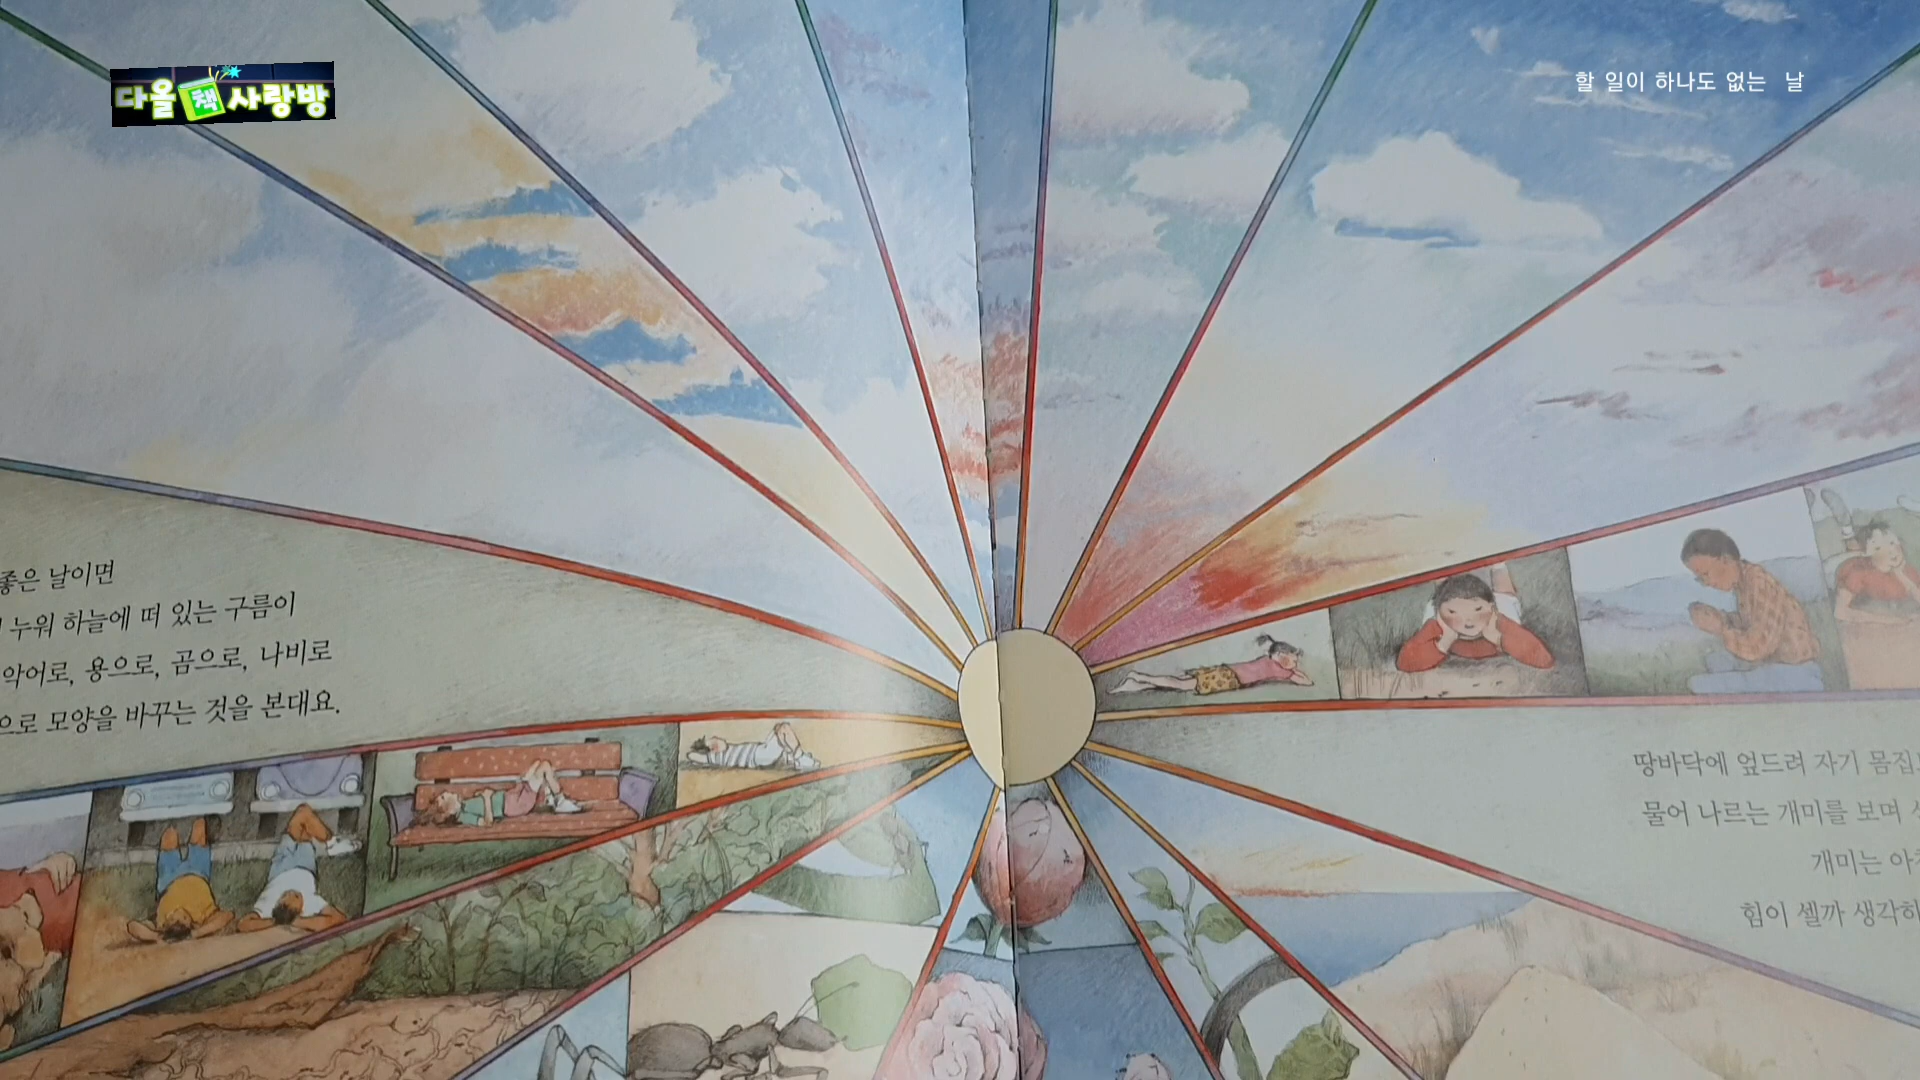 다올 책 사랑방
할 일이 하나도 없는 날
좋은 날이면
누워 하늘에 떠 있는 구름이
악어로, 용으로, 곰으로, 나비로
으로 모양을 바꾸는 것을 본대요.
땅바닥에 엎드려 자기 몸집
물어 나르는 개미를 보며
개미는
힘이 셀까